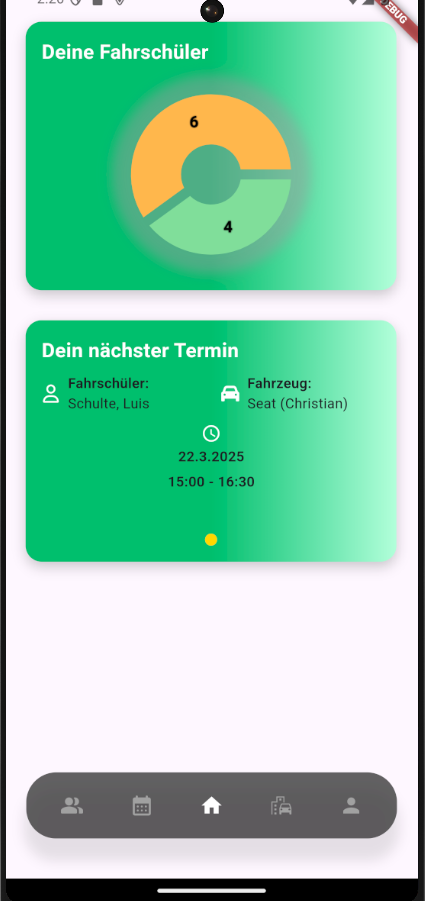 Deine Fahrschüler
6
4
Dein nächster Termin
Fahrschüler:
Schulte, Luis
Fahrzeug:
Seat (Christian)
22.3.2025
15:00 - 16:30